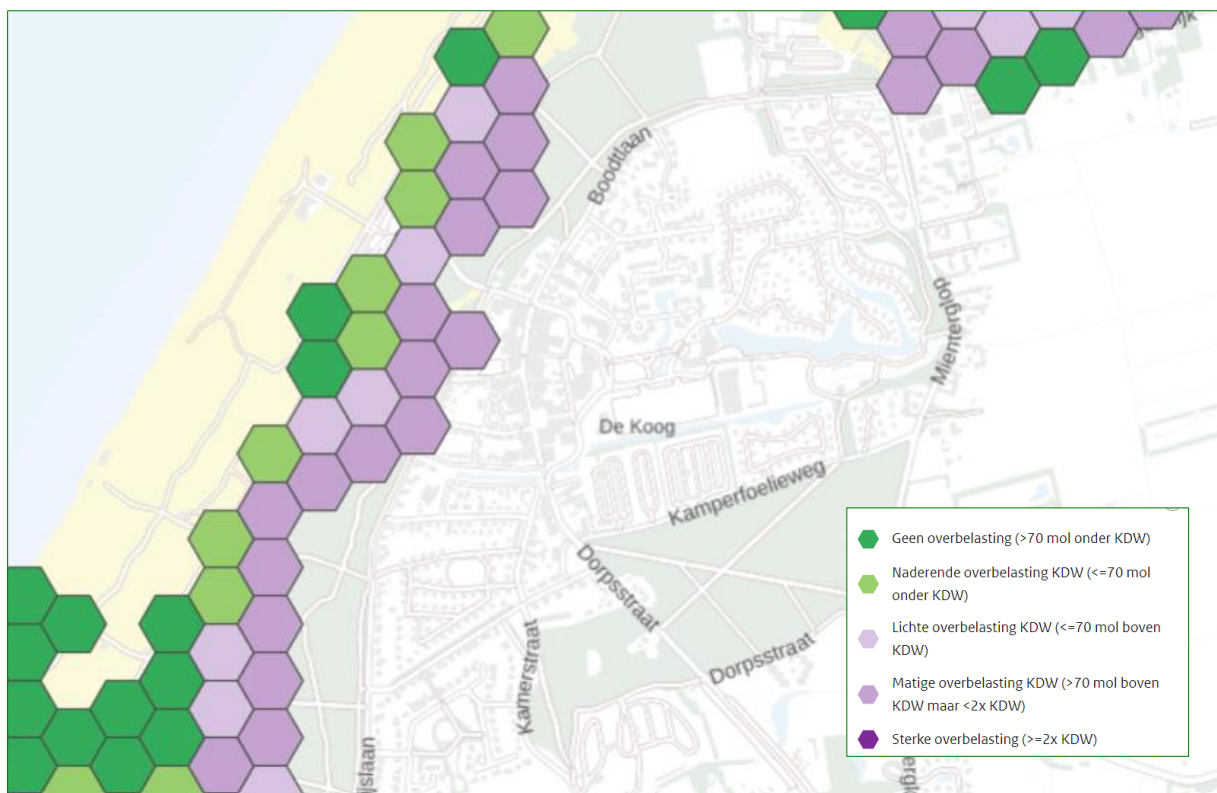 Boodtlaan
Mienterglop
De Koog
Kamperfoelieweg
Dorpsstraat
Kamerstraat
Dorpsstraat
ijslaan
erglo
Geen overbelasting (>70 mol onder KDW)
Naderende overbelasting KDW (<=70 mol
onder KDW)
Lichte overbelasting KDW (<=70 mol boven
KDW)
Matige overbelasting KDW (>70 mol boven
KDW maar <2x KDW)
Sterke overbelasting (>=2x KDW)